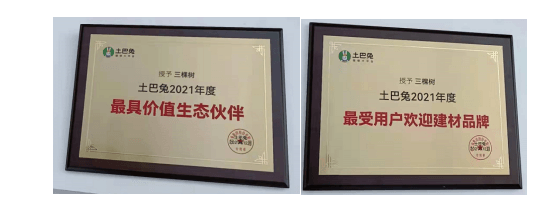 土巴兔
授予 三棵树
土巴兔2021年度
最具价值生态伙伴
土巴兔
授予 三棵树
土巴兔2021年度
最受用户欢迎建材品牌